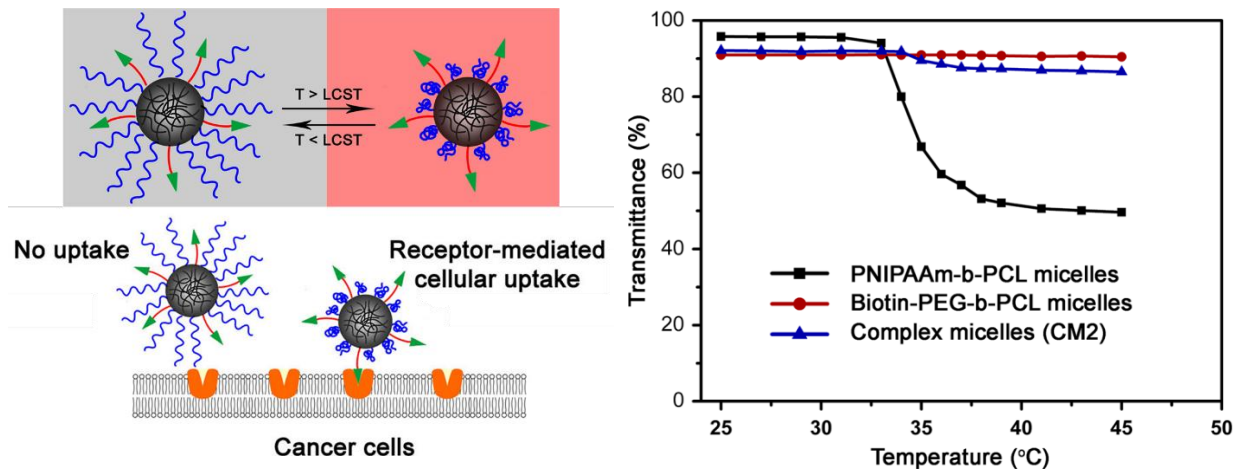 T > LCST
T < LCST
No uptake
Receptor-mediated
cellular uptake
Cancer cells
Transmittance (%)
100
80
60
40
20
0
PNIPAAm-b-PCL micelles
Biotin-PEG-b-PCL micelles
Complex micelles (CM2)
25 30 35 40 45 50
Temperature (°C)